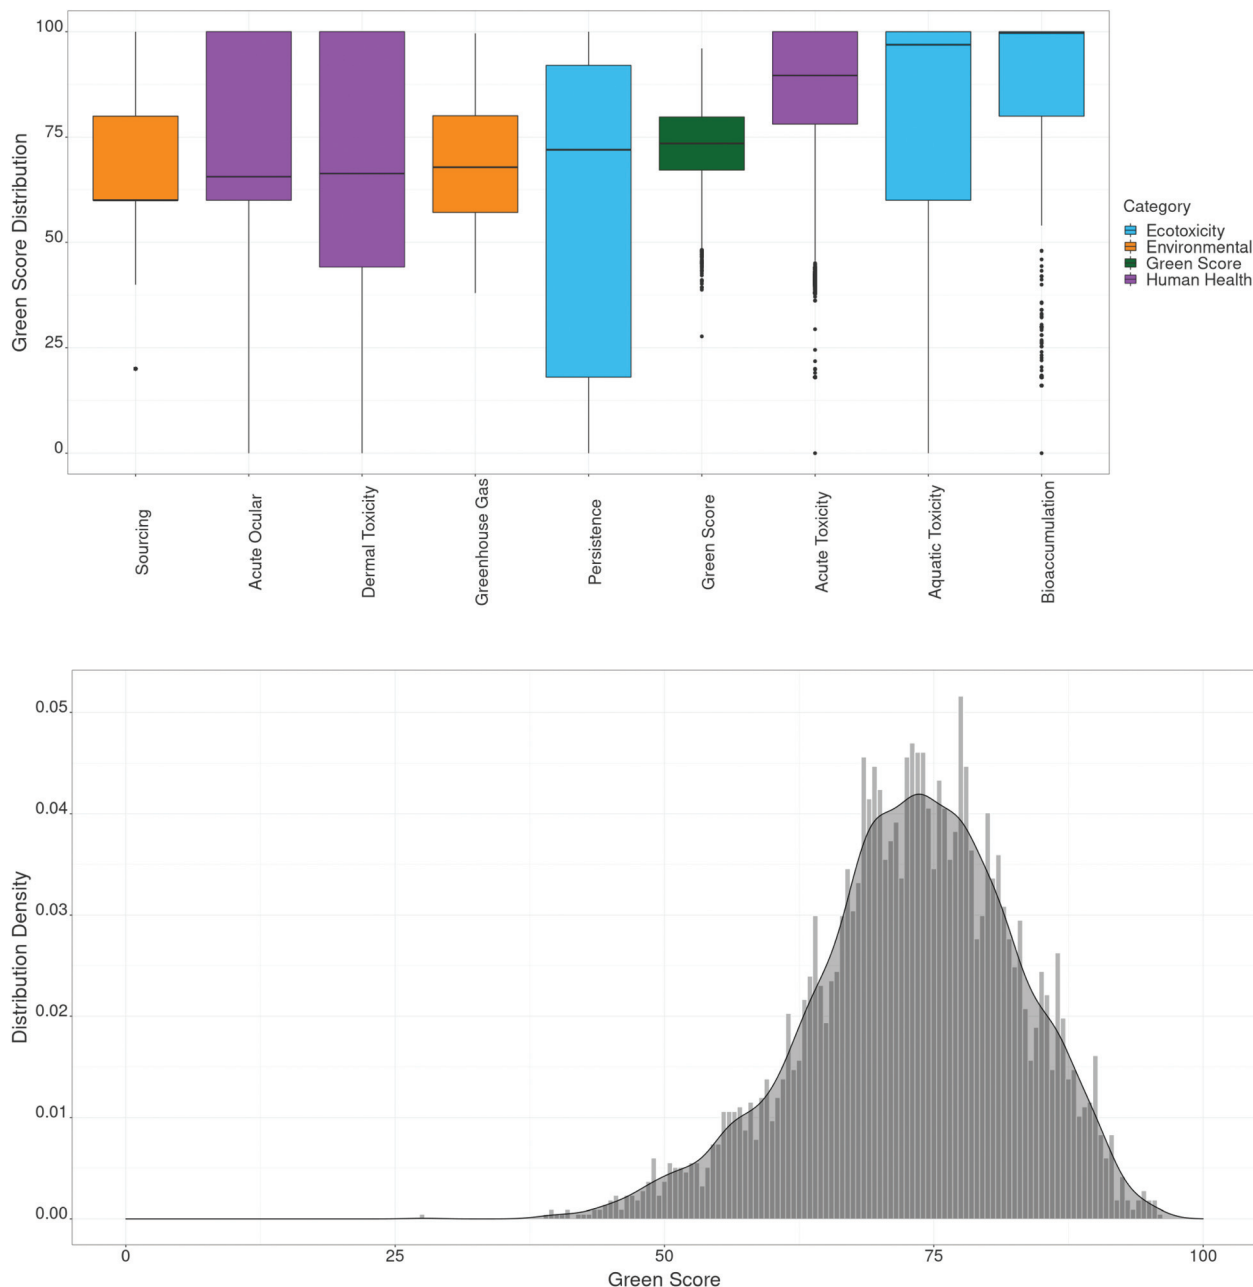 Green Score Distribution
100
75
50
25
0
Sourcing
Acute Ocular
Dermal Toxicity
Greenhouse Gas
Persistence
Green Score
Acute Toxicity
Aquatic Toxicity
Bioaccumulation
Category
Ecotoxicity
Environmental
Green Score
Human Health
Distribution Density
0.05
0.04
0.03
0.02
0.01
0.00
0
25
50
75
100
Green Score